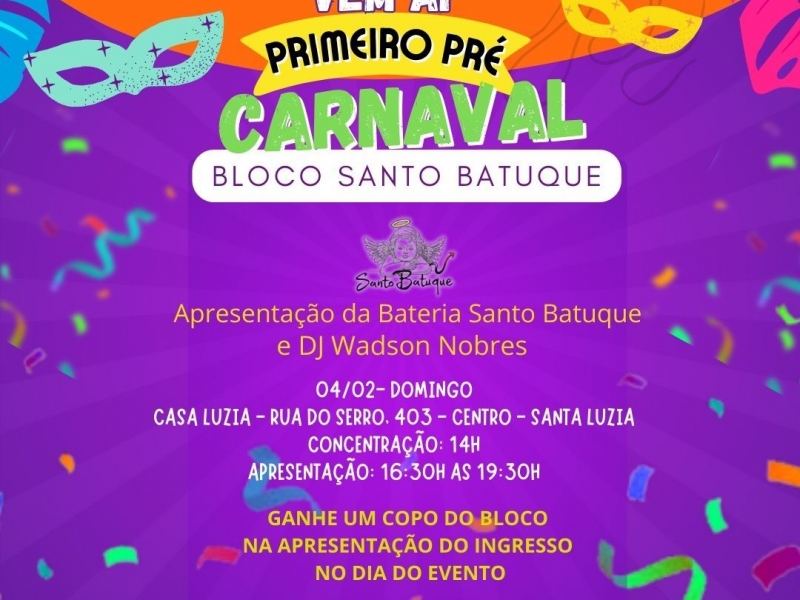 VEM AÍ
PRIMEIRO PRÉ
CARNAVAL
BLOCO SANTO BATUQUE
Santo Batuque
Apresentação da Bateria Santo Batuque
e DJ Wadson Nobres
04/02- DOMINGO
CASA LUZIA - RUA DO SERRO, 403 - CENTRO - SANTA LUZIA
CONCENTRAÇÃO: 14H
APRESENTAÇÃO: 16:30H AS 19:30H
GANHE UM COPO DO BLOCO
NA APRESENTAÇÃO DO INGRESSO
NO DIA DO EVENTO